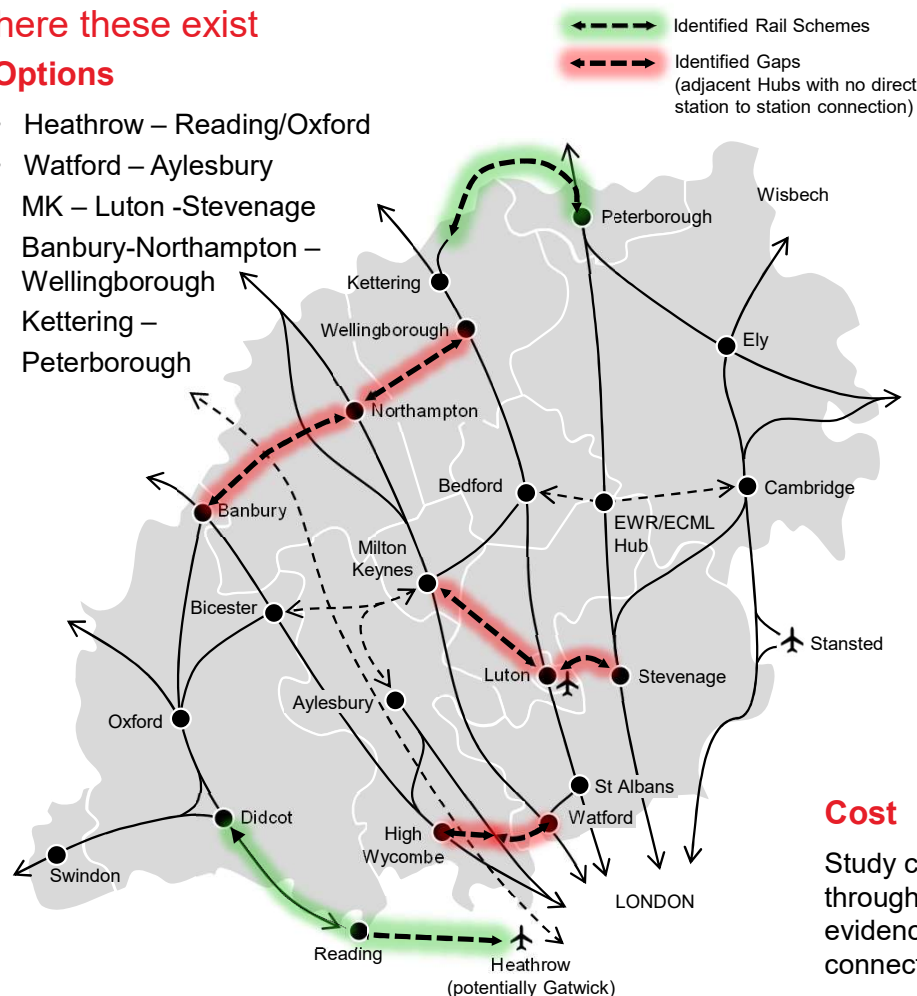 here these exist
Options
Heathrow – Reading/Oxford
Watford – Aylesbury
MK – Luton -Stevenage
Banbury-Northampton –
Wellingborough
Kettering –
Peterborough
Identified Rail Schemes
Identified Gaps
(adjacent Hubs with no direct
station to station connection)
Wisbech
Peterborough
Kettering
Wellingborough
Ely
Northampton
Bedford
Cambridge
Banbury
EWR/ECML
Hub
Milton
Keynes
Bicester
Stansted
Luton
Stevenage
Aylesbury
Oxford
St Albans
Didcot
Watford
High
Wycombe
Swindon
LONDON
Reading
Heathrow
(potentially Gatwick)
Cost
Study c
through
evidenc
connect